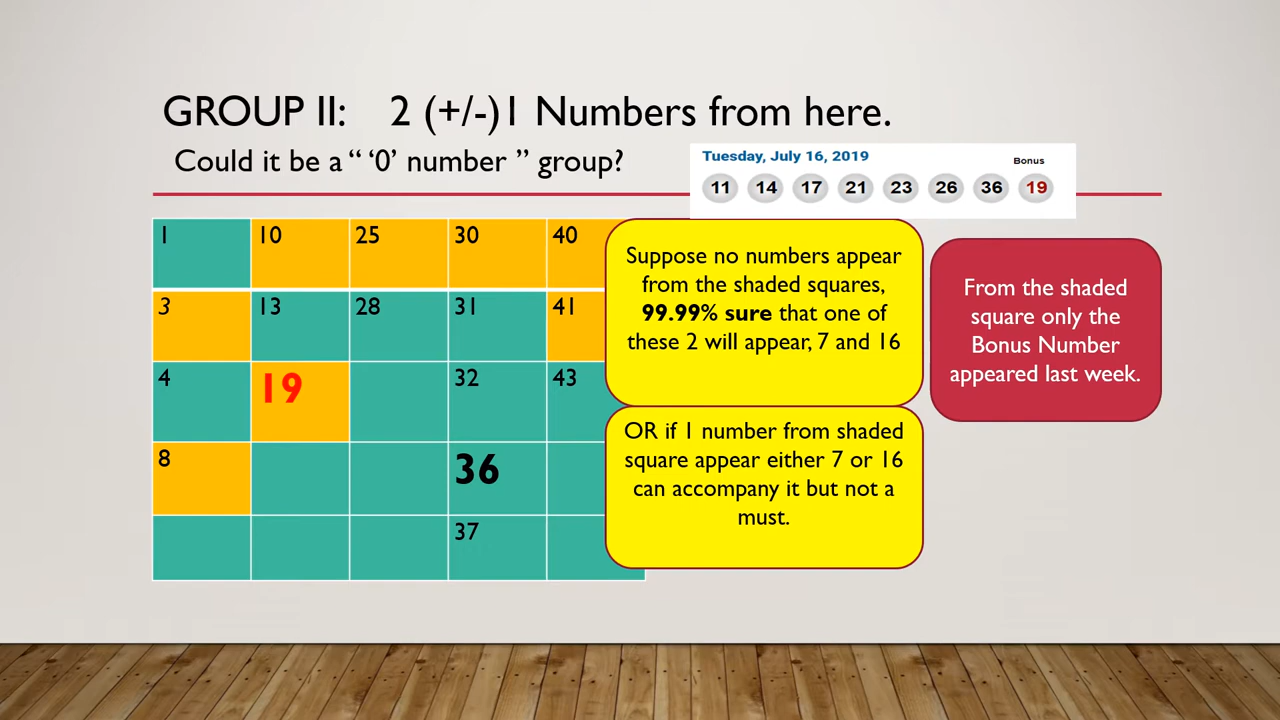 GROUP II: 2 (+/-)1 Numbers from here.
Could it be a “ ‘0’ number ” group?
Tuesday, July 16, 2019
Bonus
11 14 17 21 23 26 36 19
1 10 25 30 40
3 13 28 31 41
4 19 32 43
8 36
37
Suppose no numbers appear
from the shaded squares,
99.99% sure that one of
these 2 will appear, 7 and 16
OR if 1 number from shaded
square appear either 7 or 16
can accompany it but not a
must.
From the shaded
square only the
Bonus Number
appeared last week.